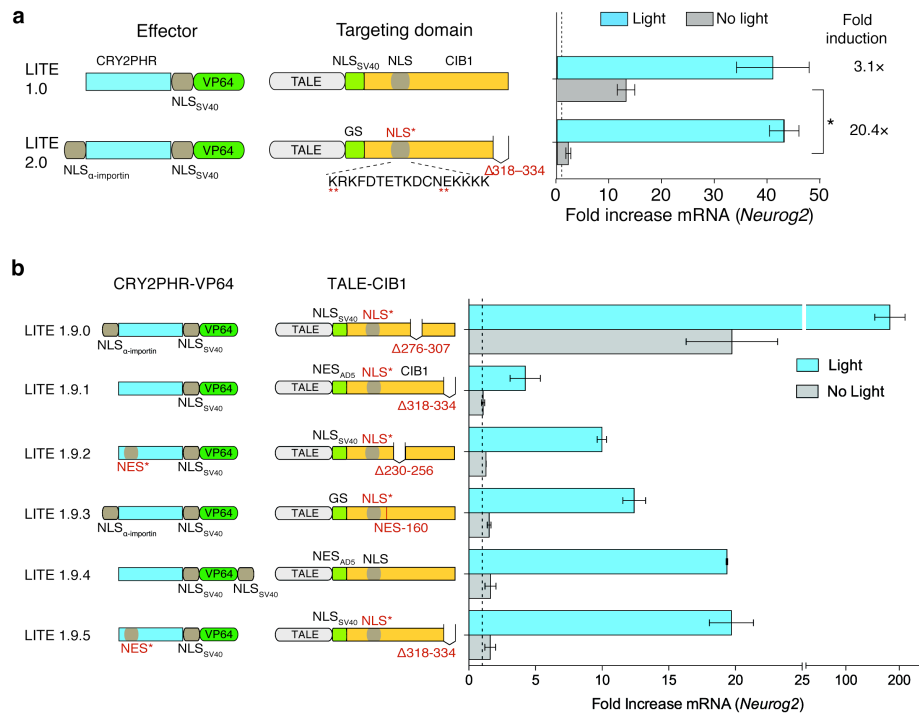 a
Effector
Targeting domain
Light
No light
Fold
induction
LITE
1.0
CRY2PHR
VP64
NLSSV40
NLSSV40
NLS
CIB1
TALE
3.1×
LITE
2.0
VP64
NLSα-importin
NLSSV40
GS
NLS*
TALE
Δ318–334
KRKFDTETKDCNEKKKK
**
**
*
20.4×
0
10
20
30
40
50
Fold increase mRNA (Neurog2)
b
CRY2PHR-VP64
TALE-CIB1
LITE 1.9.0
VP64
NLSα-importin
NLSSV40
NLSSV40
NLS*
TALE
Δ276-307
LITE 1.9.1
VP64
NLSSV40
NESAD5
NLS*
CIB1
TALE
Δ318-334
LITE 1.9.2
VP64
NES*
NLSSV40
NLSSV40
NLS*
TALE
Δ230-256
LITE 1.9.3
VP64
NLSα-importin
NLSSV40
GS
NLS*
TALE
NES-160
LITE 1.9.4
VP64
NLSSV40
NLSSV40
NESAD5
NLS
TALE
LITE 1.9.5
VP64
NES*
NLSSV40
NLSSV40
NLS*
TALE
Δ318-334
Light
No Light
0
5
10
15
20
25
100
200
Fold Increase mRNA (Neurog2)